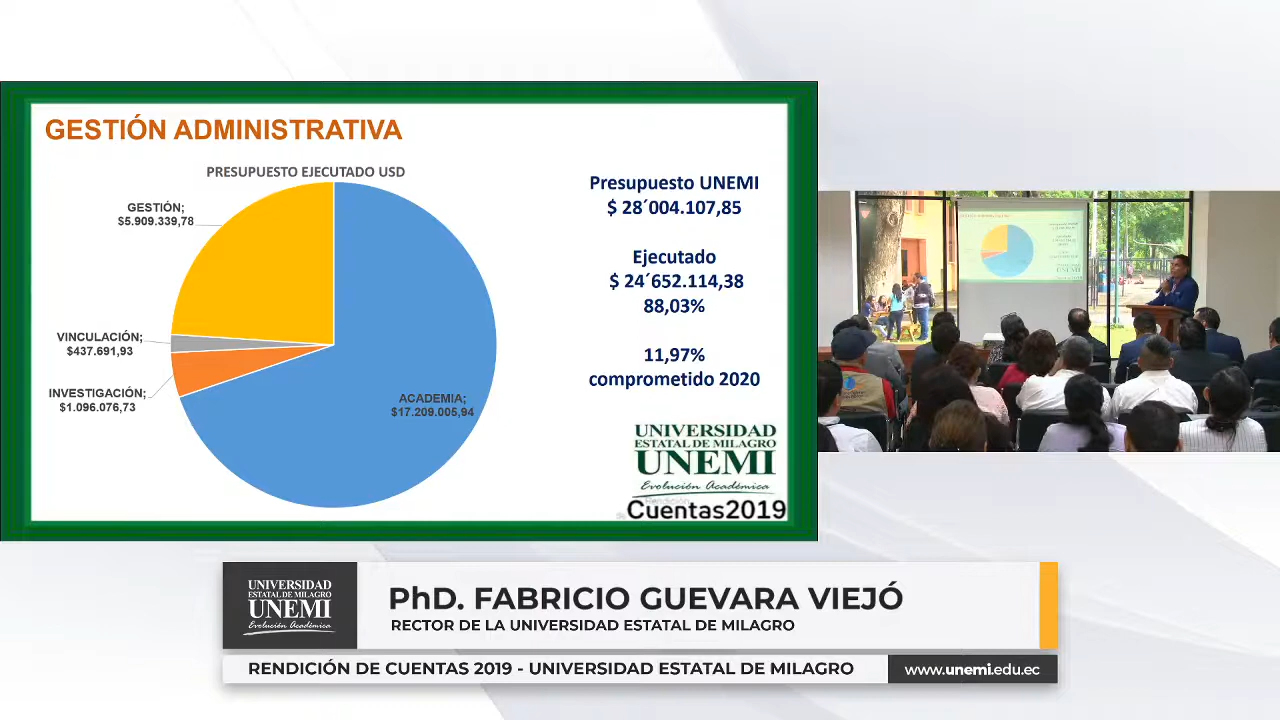 GESTIÓN ADMINISTRATIVA
PRESUPUESTO EJECUTADO USD
GESTIÓN;
$5.909.339,78
VINCULACIÓN;
$437.691,93
INVESTIGACIÓN;
$1.096.076,73
ACADEMIA;
$17.209.005,94
Presupuesto UNEMI
$ 28´004.107,85
Ejecutado
$ 24´652.114,38
88,03%
11,97%
comprometido 2020
UNIVERSIDAD
ESTATAL DE MILAGRO
UNEMI
Evolución Académica
Rendición
de Cuentas2019
UNIVERSIDAD
ESTATAL DE MILAGRO
UNEMI
Evolución Académica
PhD. FABRICIO GUEVARA VIEJÓ
RECTOR DE LA UNIVERSIDAD ESTATAL DE MILAGRO
RENDICIÓN DE CUENTAS 2019 - UNIVERSIDAD ESTATAL DE MILAGRO
www.unemi.edu.ec